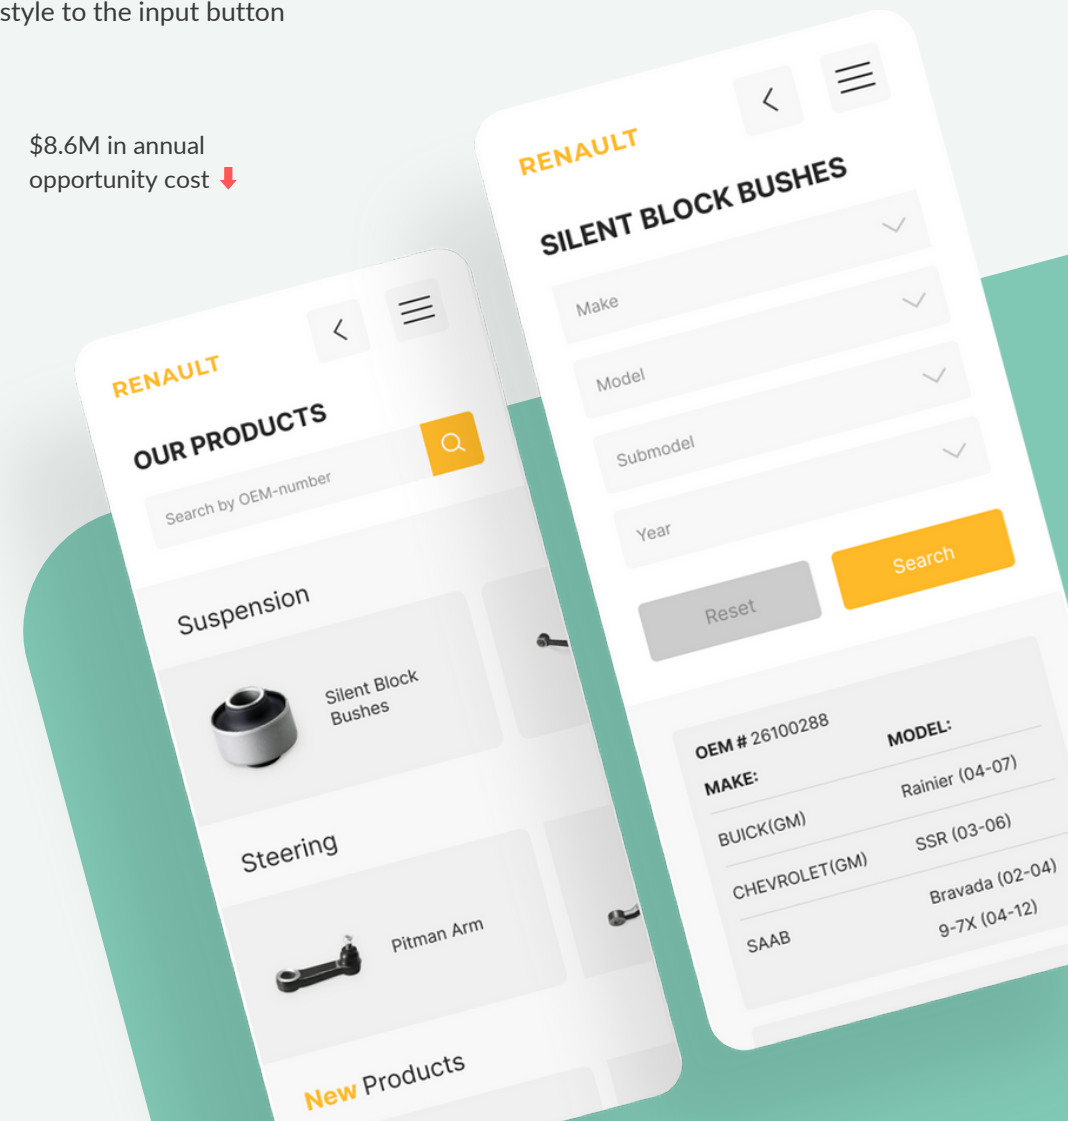 style to the input button
$8.6M in annual
opportunity cost
RENAULT
OUR PRODUCTS
Search by OEM-number
Suspension
Silent Block
Bushes
Steering
Pitman Arm
New Products
RENAULT
SILENT BLOCK BUSHES
Make
Model
Submodel
Year
Reset Search
OEM # 26100288
MAKE: MODEL:
BUICK(GM) Rainier (04-07)
CHEVROLET(GM) SSR (03-06)
SAAB Bravada (02-04)
9-7X (04-12)